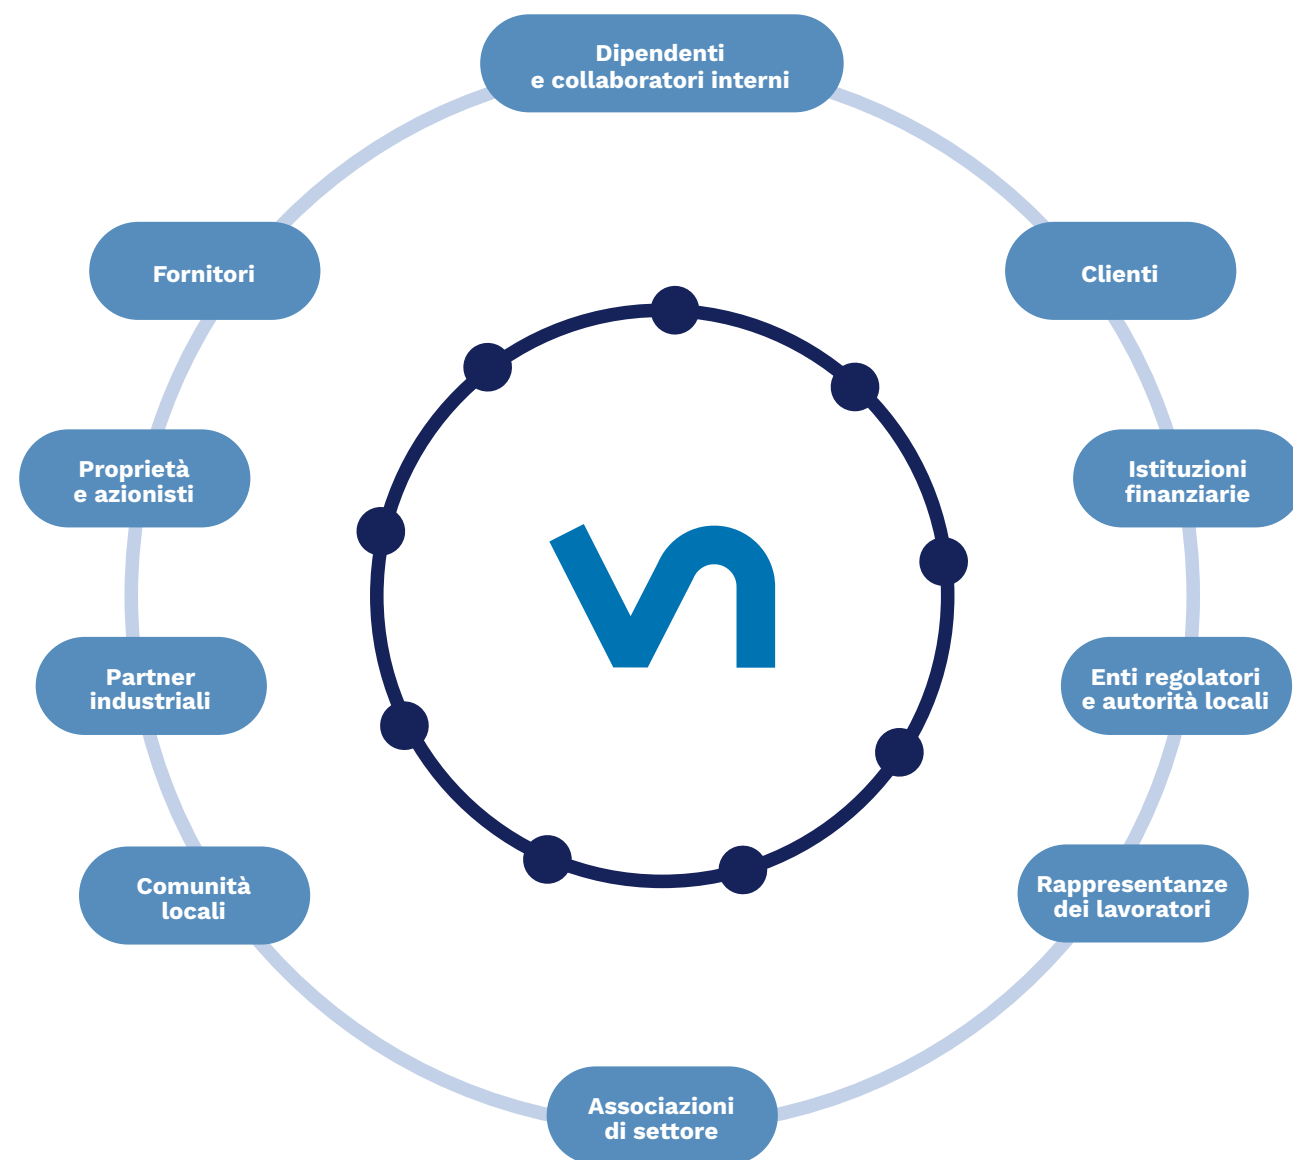 Dipendenti
e collaboratori interni
Fornitori
Clienti
Proprietà
e azionisti
Istituzioni
finanziarie
Partner
industriali
Enti regolatori
e autorità locali
Comunità
locali
Rappresentanze
dei lavoratori
Associazioni
di settore